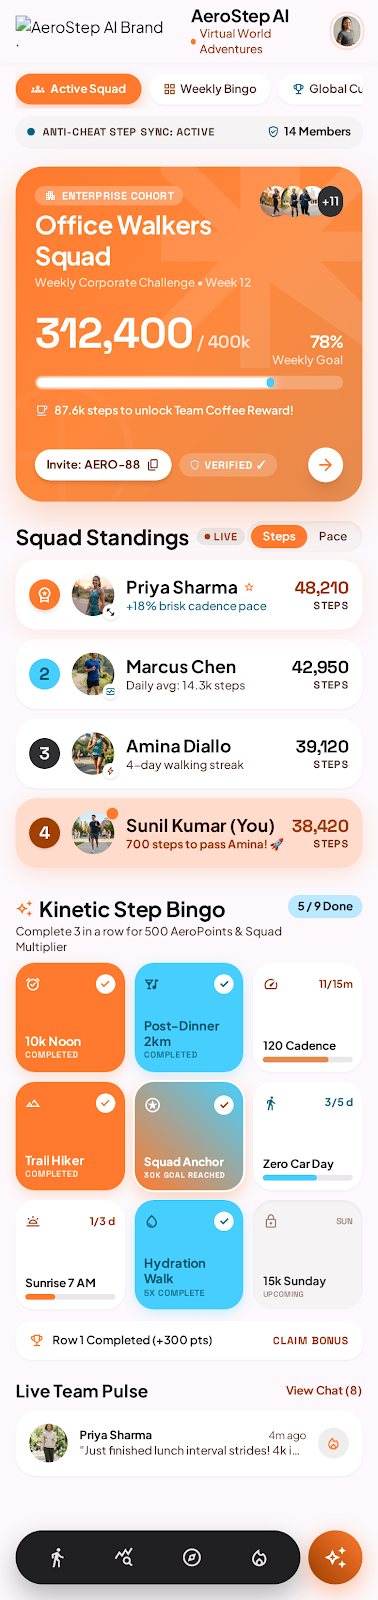 AeroStep AI Brand
.
AeroStep AI
Virtual World
Adventures
Active Squad
Weekly Bingo
Global Cu
ANTI-CHEAT STEP SYNC: ACTIVE
14 Members
ENTERPRISE COHORT
+11
Office Walkers
Squad
Weekly Corporate Challenge • Week 12
312,400 / 400k
78%
Weekly Goal
87.6k steps to unlock Team Coffee Reward!
Invite: AERO-88
VERIFIED ✓
Squad Standings
LIVE
Steps
Pace
Priya Sharma
+18% brisk cadence pace
48,210
STEPS
2
Marcus Chen
Daily avg: 14.3k steps
42,950
STEPS
3
Amina Diallo
4-day walking streak
39,120
STEPS
4
Sunil Kumar (You)
700 steps to pass Amina! 🚀
38,420
STEPS
Kinetic Step Bingo
5 / 9 Done
Complete 3 in a row for 500 AeroPoints & Squad
Multiplier
10k Noon
COMPLETED
Post-Dinner
2km
COMPLETED
11/15m
120 Cadence
Trail Hiker
COMPLETED
Squad Anchor
30K GOAL REACHED
3/5 d
Zero Car Day
1/3 d
Sunrise 7 AM
Hydration
Walk
5X COMPLETE
SUN
15k Sunday
UPCOMING
Row 1 Completed (+300 pts)
CLAIM BONUS
Live Team Pulse
View Chat (8)
Priya Sharma
4m ago
"Just finished lunch interval strides! 4k i...